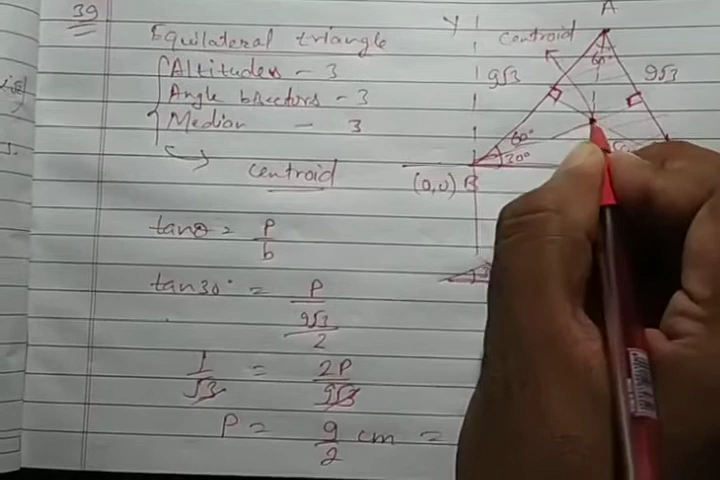 39
Equilateral triangle
Altitudes - 3
Angle bisectors - 3
Median - 3
centroid
tanθ = P/b
tan30° = P/(9√3/2)
1/√3 = 2P/9√3
P = 9/2 cm =
Y
A
centroid
60°
9√3
9√3
60°
30°
(0,0) B